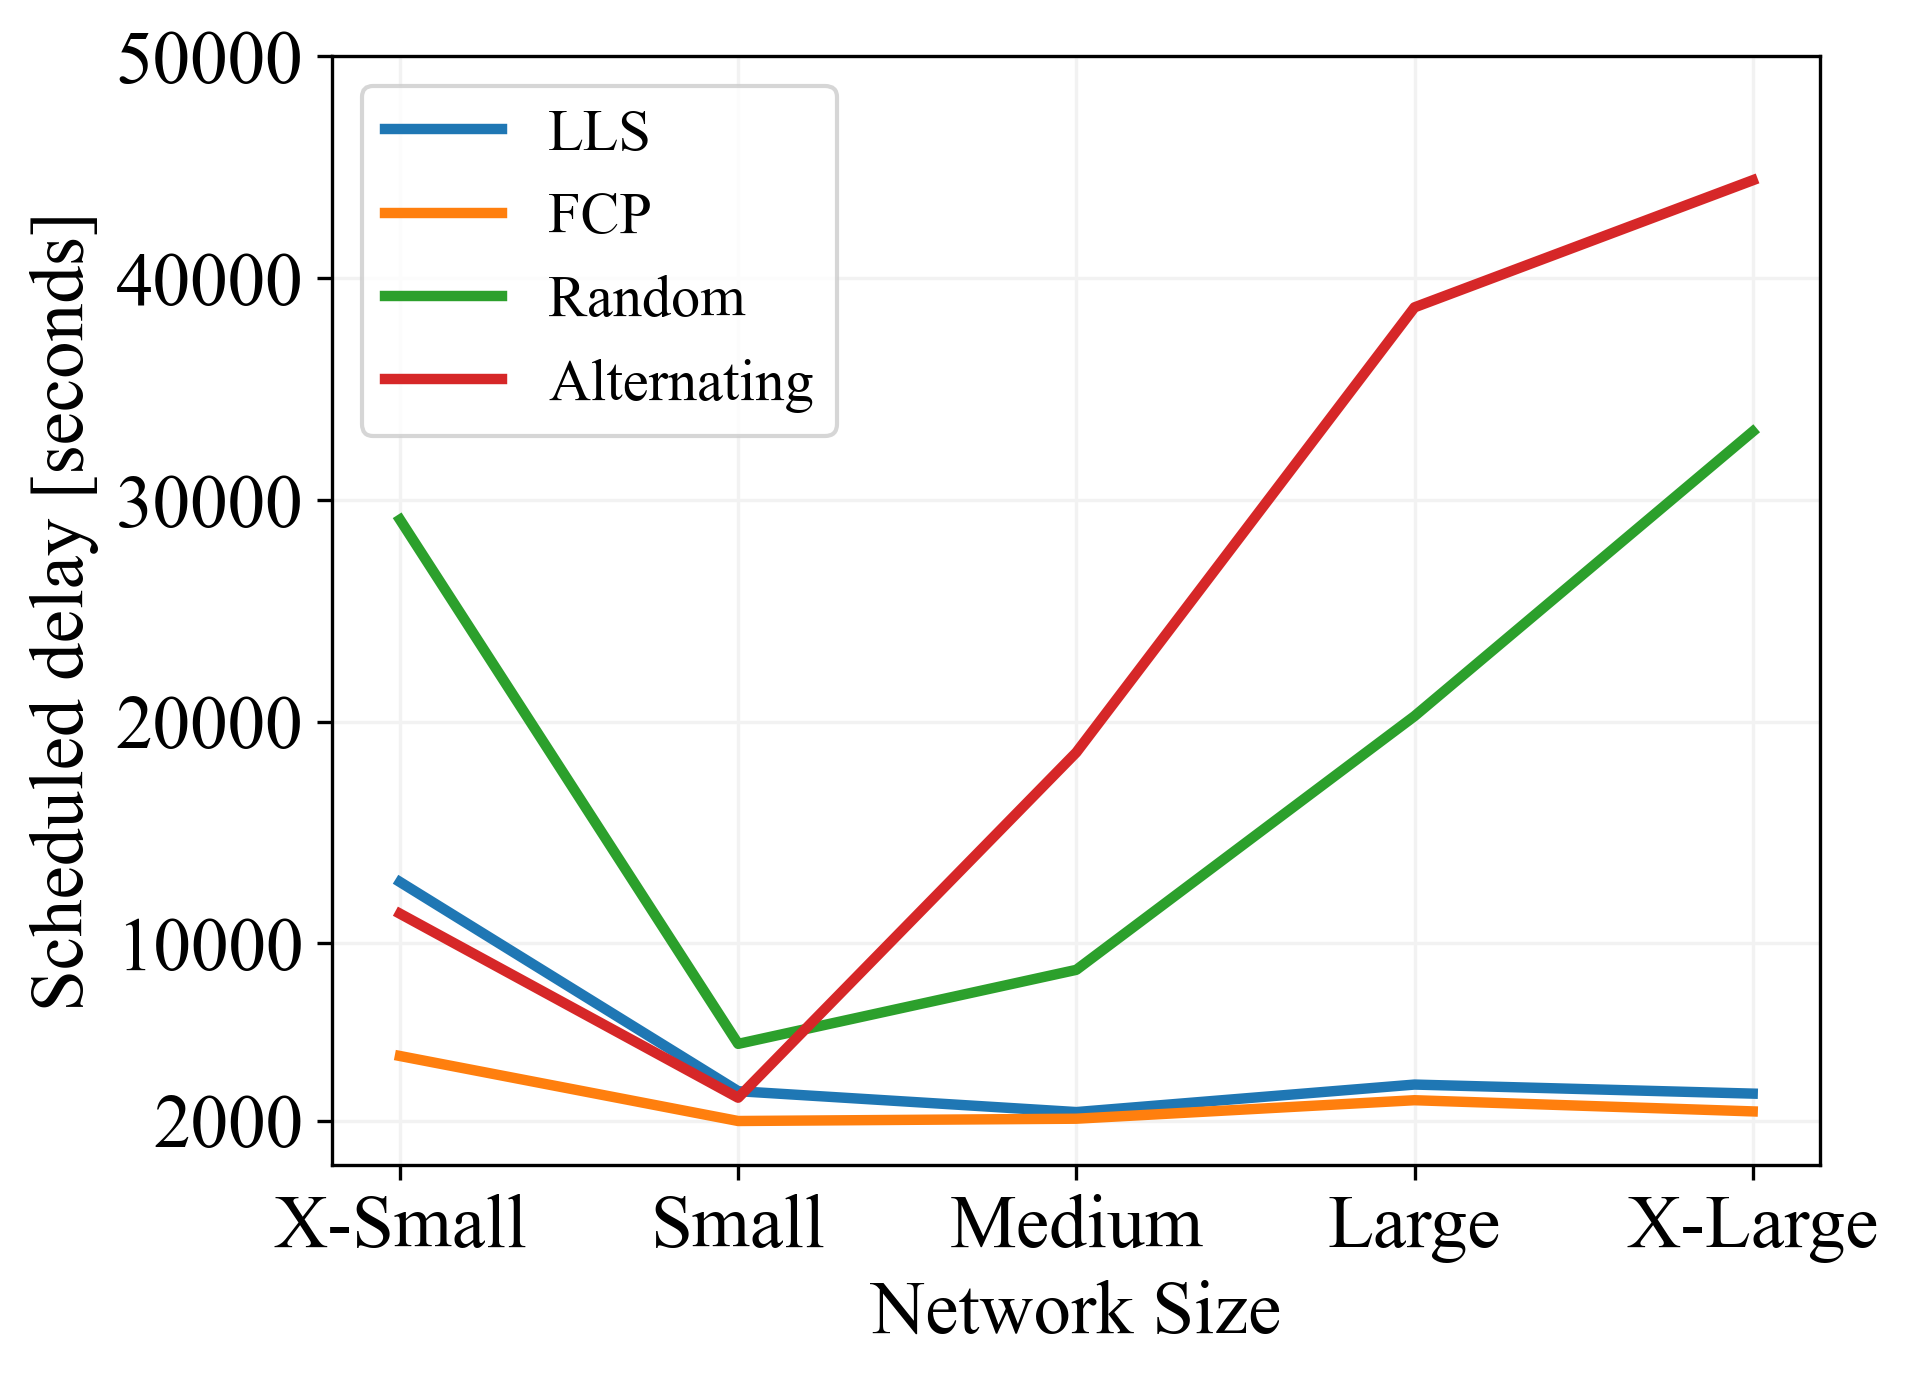 50000
40000
30000
20000
10000
2000
Scheduled delay [seconds]
LLS
FCP
Random
Alternating
X-Small Small Medium Large X-Large
Network Size